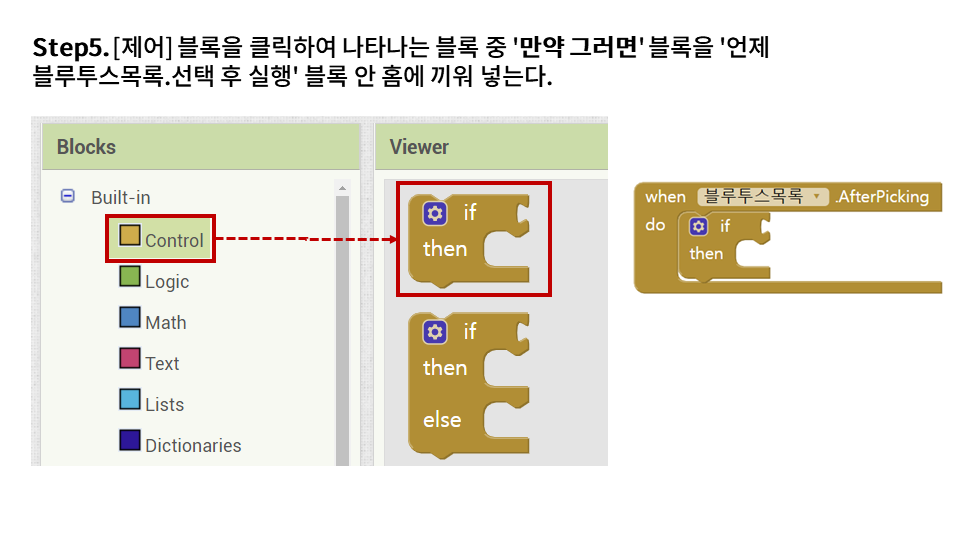 Step5. [제어] 블록을 클릭하여 나타나는 블록 중 '만약 그러면' 블록을 '언제
블루투스목록.선택 후 실행' 블록 안 홈에 끼워 넣는다.
Blocks
Viewer
Built-in
Control
Logic
Math
Text
Lists
Dictionaries
if
then
if
then
else
when 블루투스목록 .AfterPicking
do if
then